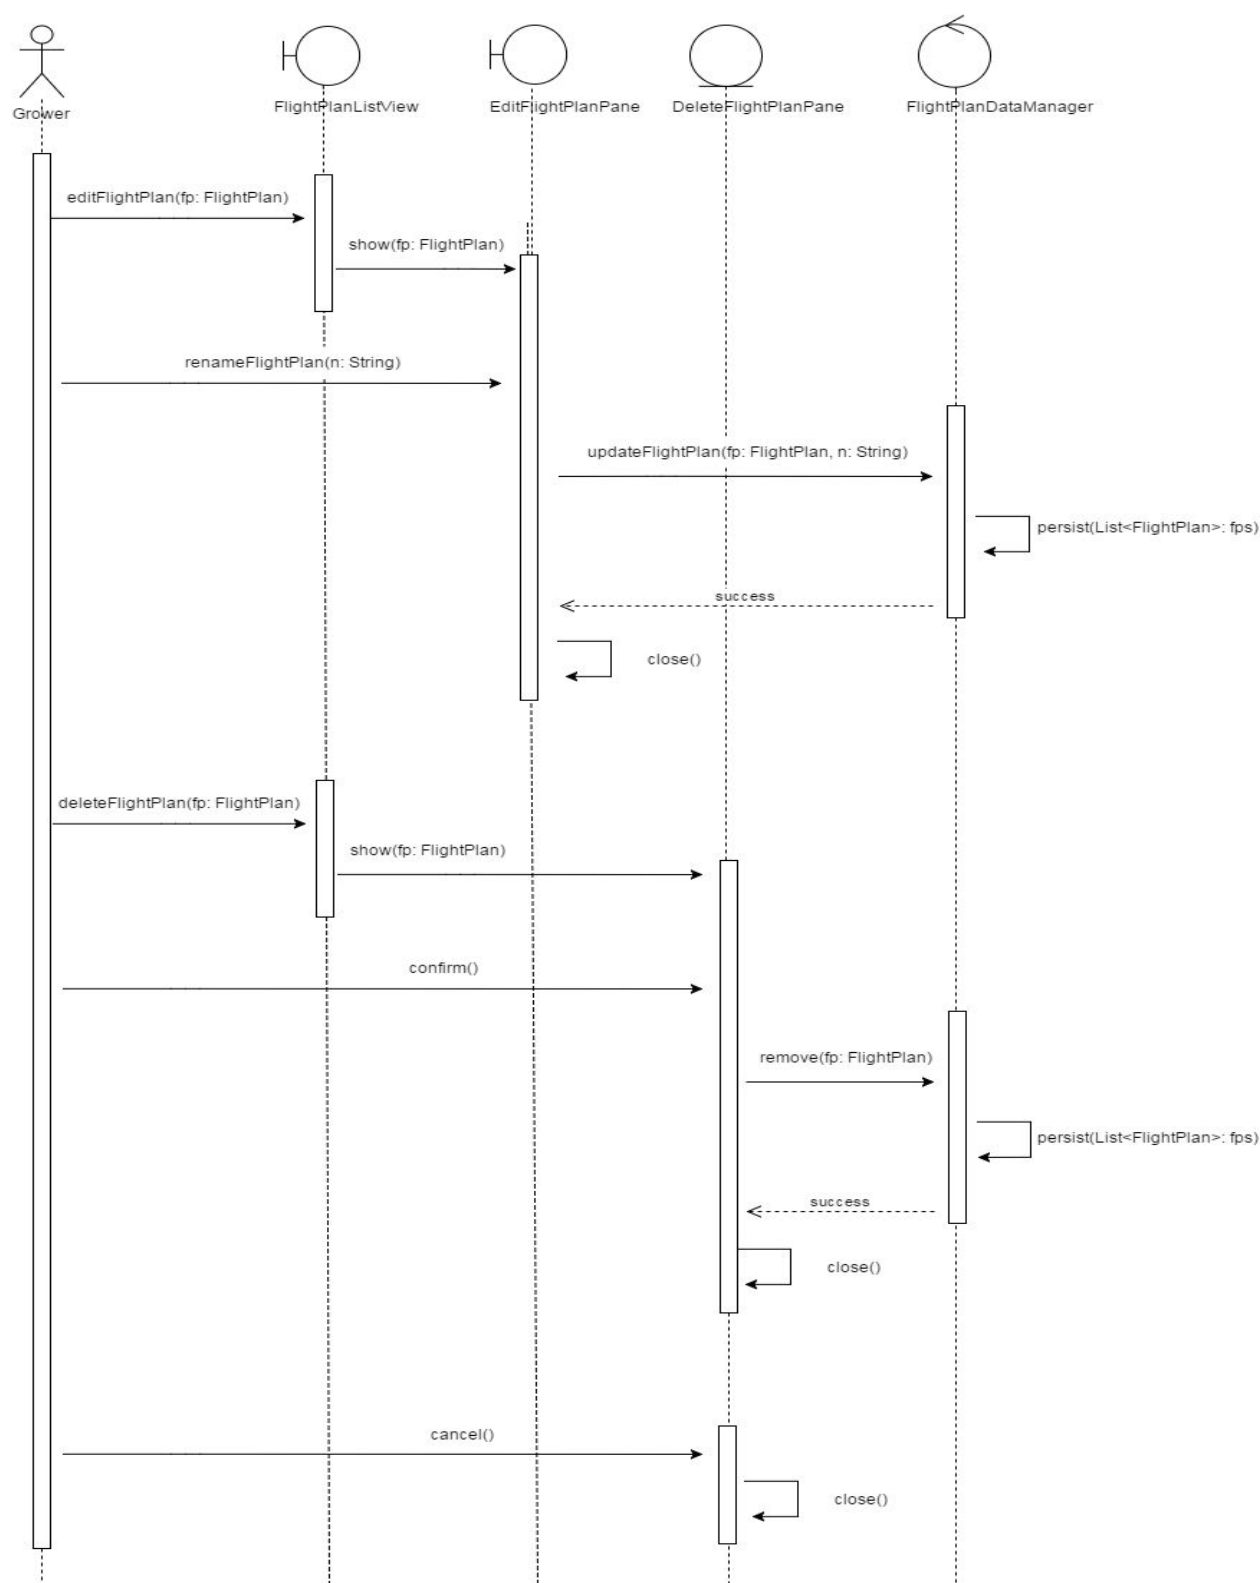 Grower
FlightPlanListView
EditFlightPlanPane
DeleteFlightPlanPane
FlightPlanDataManager
editFlightPlan(fp: FlightPlan)
show(fp: FlightPlan)
renameFlightPlan(n: String)
updateFlightPlan(fp: FlightPlan, n: String)
persist(List<FlightPlan>: fps)
success
close()
deleteFlightPlan(fp: FlightPlan)
show(fp: FlightPlan)
confirm()
remove(fp: FlightPlan)
persist(List<FlightPlan>: fps)
success
close()
cancel()
close()